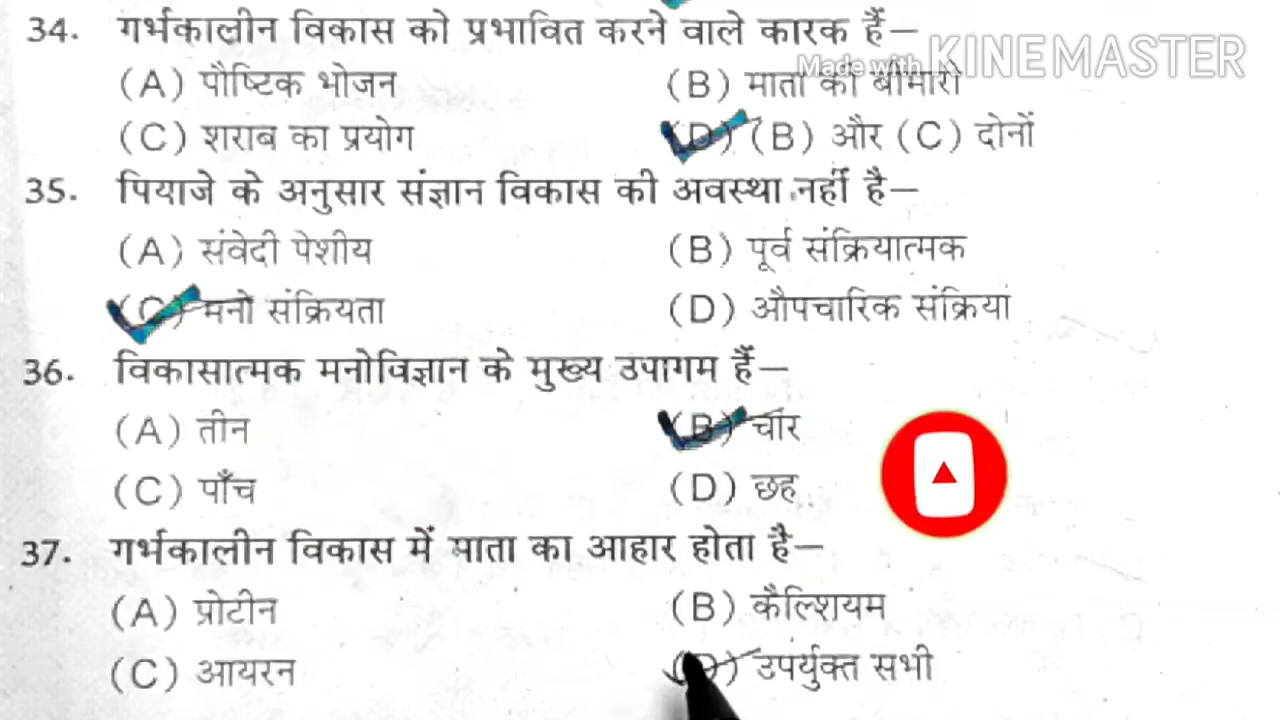 34. गर्भकालीन विकास को प्रभावित करने वाले कारक हैं—
Made with KINEMASTER
(A) पौष्टिक भोजन (B) माता की बीमारी
(C) शराब का प्रयोग (D) (B) और (C) दोनों
35. पियाजे के अनुसार संज्ञान विकास की अवस्था नहीं है—
(A) संवेदी पेशीय (B) पूर्व संक्रियात्मक
(C) मनो संक्रियता (D) औपचारिक संक्रिया
36. विकासात्मक मनोविज्ञान के मुख्य उपागम हैं—
(A) तीन (B) चार
(C) पाँच (D) छह
37. गर्भकालीन विकास में माता का आहार होता है—
(A) प्रोटीन (B) कैल्शियम
(C) आयरन (D) उपर्युक्त सभी